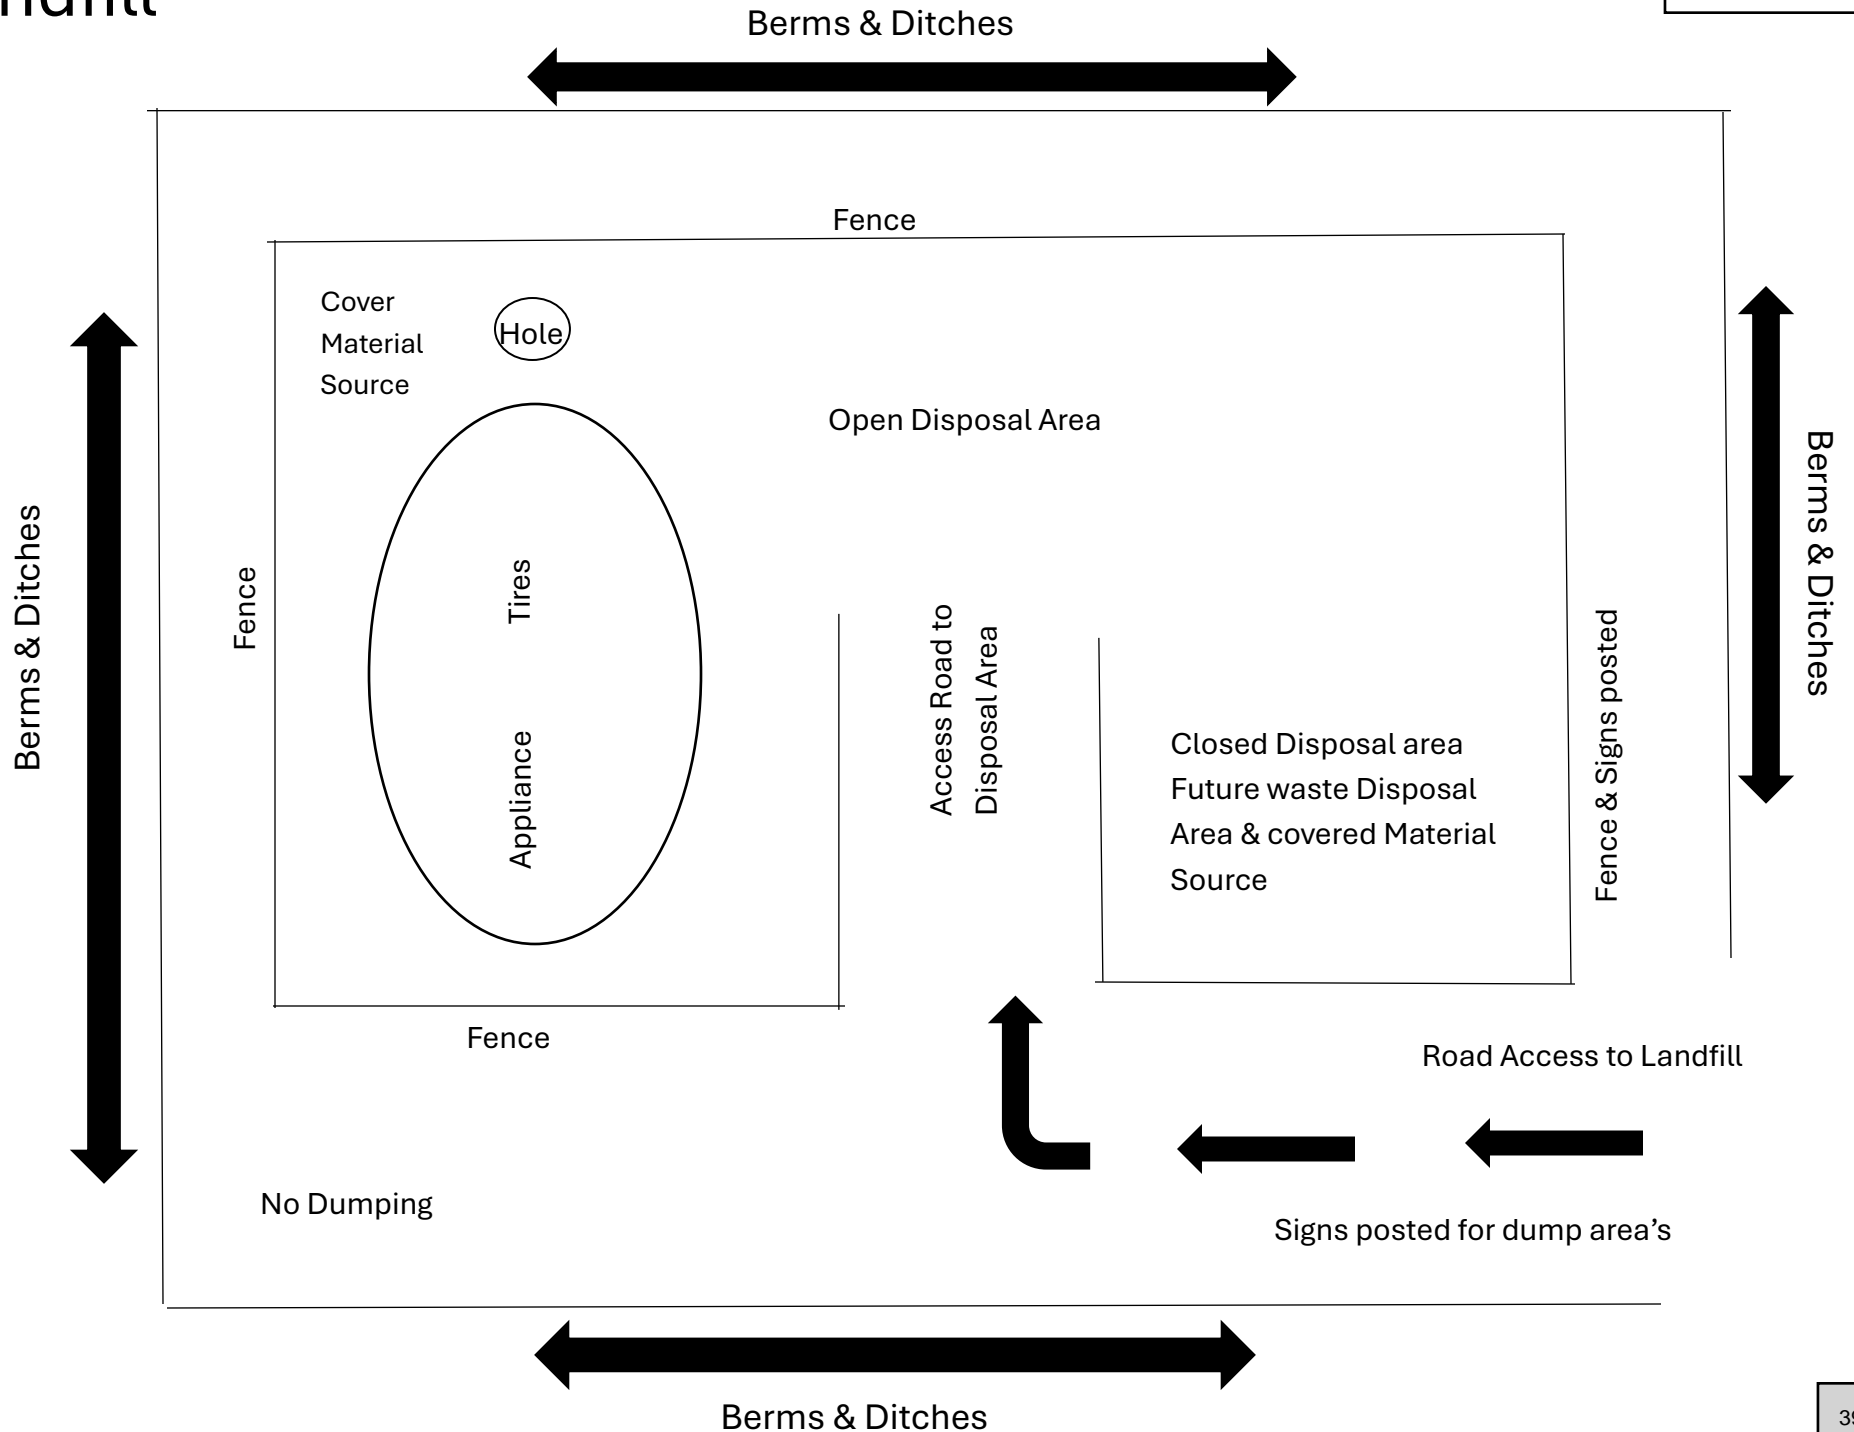 Berms & Ditches
Fence
Cover
Material
Source
Hole
Open Disposal Area
Berms & Ditches
Fence
Tires
Appliance
Access Road to
Disposal Area
Closed Disposal area
Future waste Disposal
Area & covered Material
Source
Fence & Signs posted
Berms & Ditches
Fence
Road Access to Landfill
No Dumping
Signs posted for dump area’s
Berms & Ditches